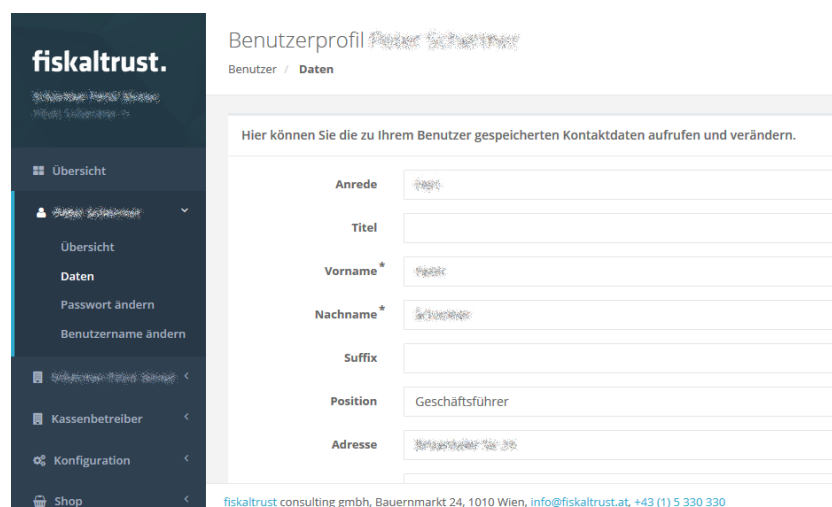 fiskaltrust.
Übersicht
Übersicht
Daten
Passwort ändern
Benutzername ändern
Kassenbetreiber
Konfiguration
Shop
Benutzerprofil
Benutzer / Daten
Hier können Sie die zu Ihrem Benutzer gespeicherten Kontaktdaten aufrufen und verändern.
Anrede
Titel
Vorname *
Nachname *
Suffix
Position Geschäftsführer
Adresse
fiskaltrust consulting gmbh, Bauernmarkt 24, 1010 Wien, info@fiskaltrust.at, +43 (1) 5 330 330